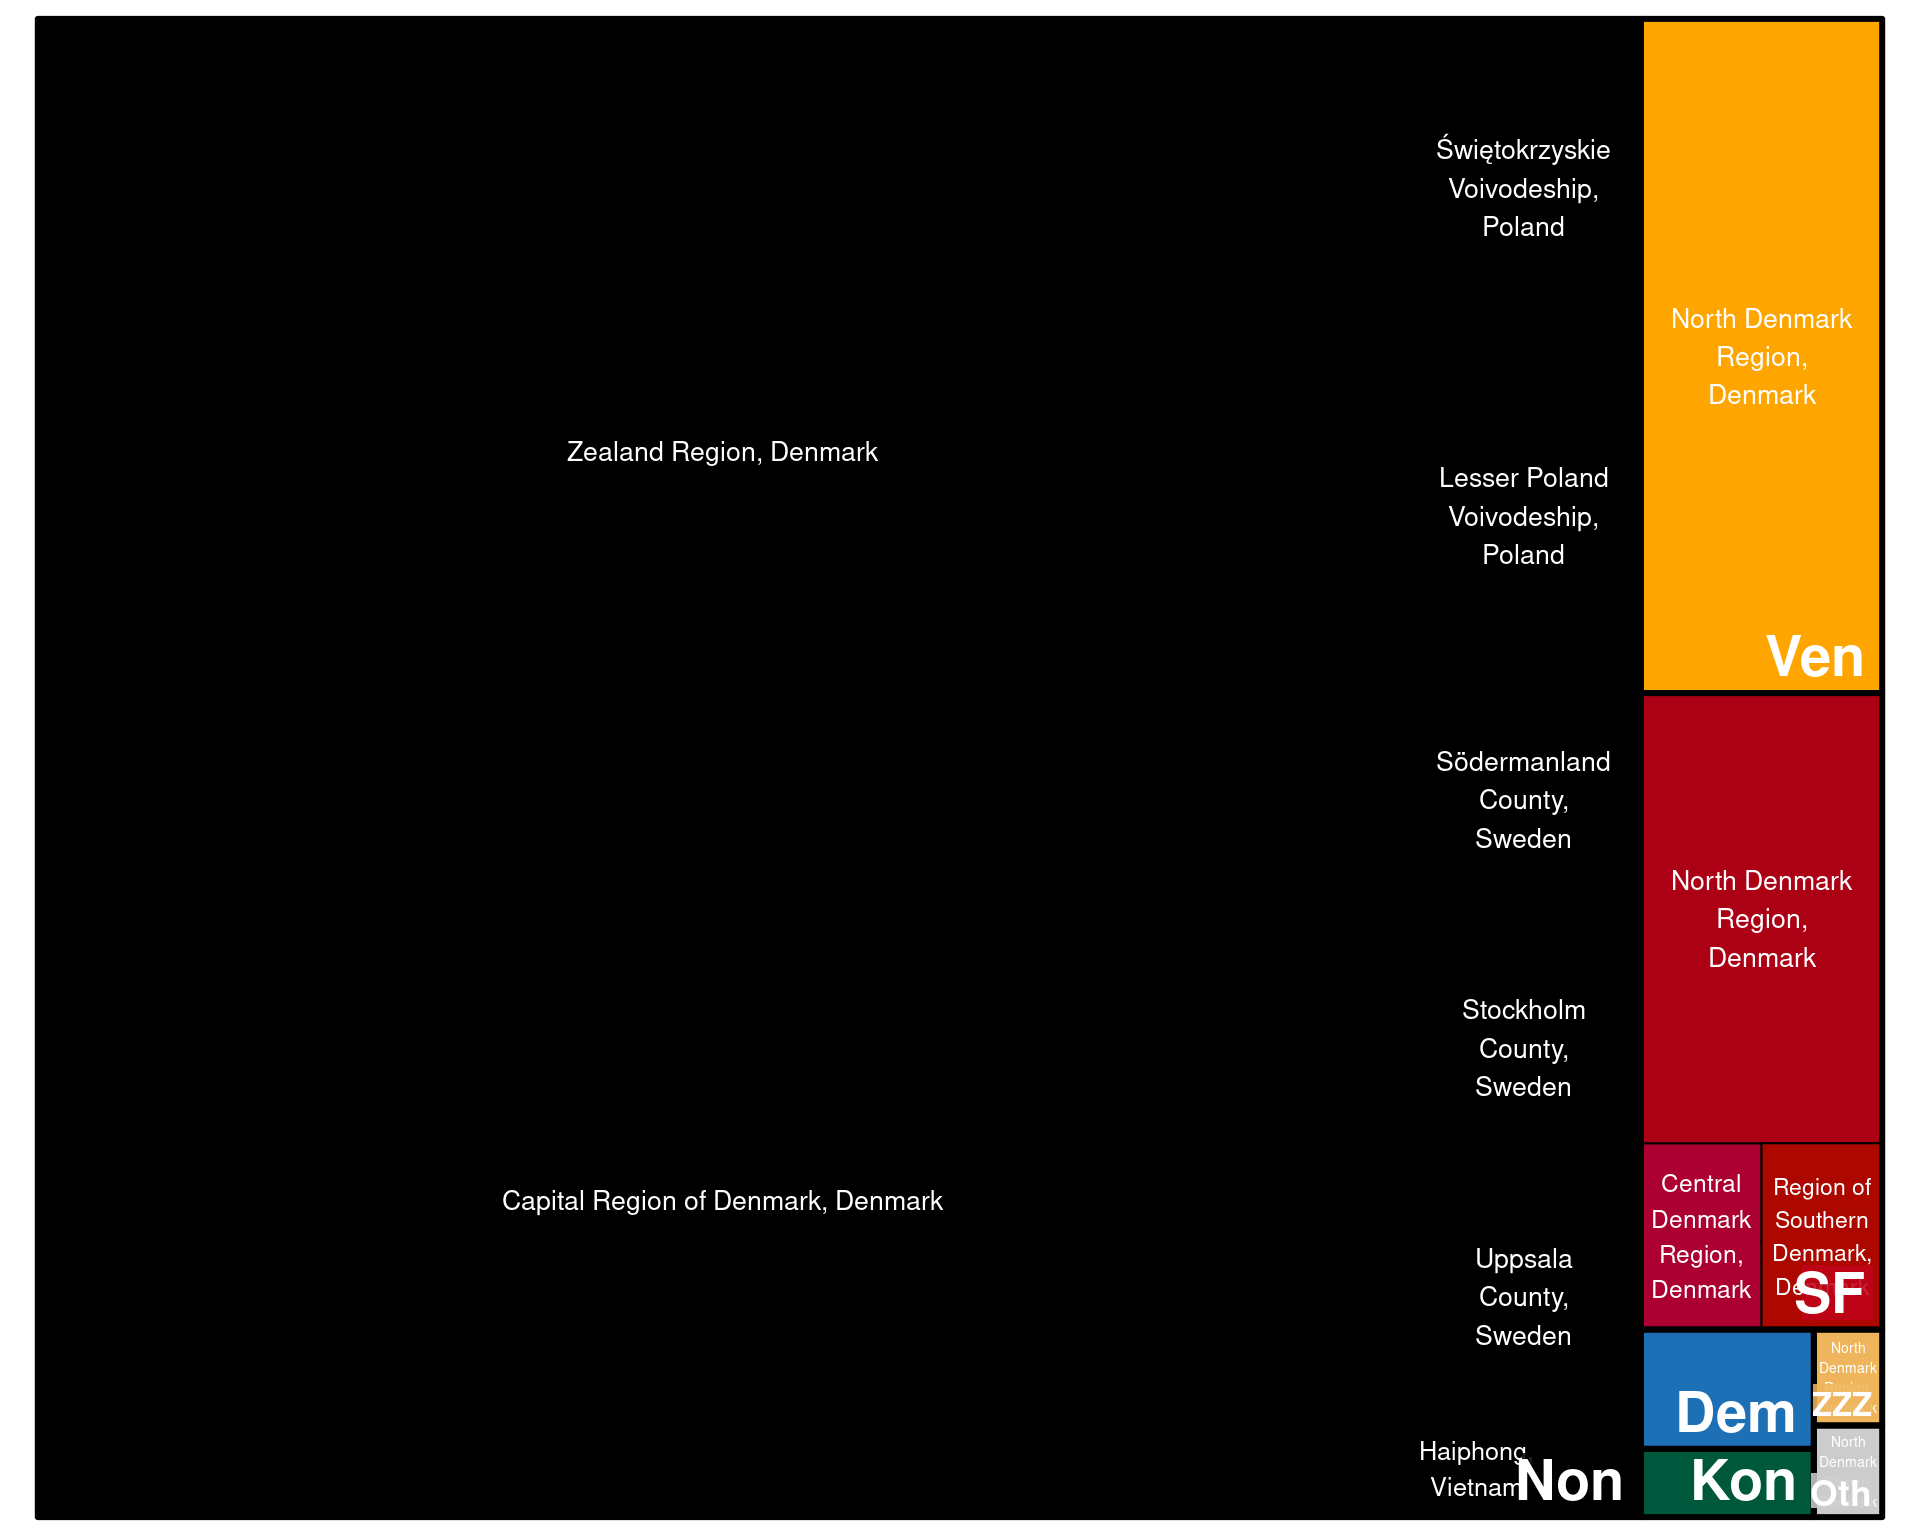 Zealand Region, Denmark
Capital Region of Denmark, Denmark
Świętokrzyskie
Voivodeship,
Poland
Lesser Poland
Voivodeship,
Poland
Södermanland
County,
Sweden
Stockholm
County,
Sweden
Uppsala
County,
Sweden
Haiphong,
Vietnam
Non
North Denmark
Region,
Denmark
Ven
North Denmark
Region,
Denmark
Central
Denmark
Region,
Denmark
Region of
Southern
Denmark,
SF
Dem
Kon
North
Denmark
ZZZ
North
Denmark
Oth